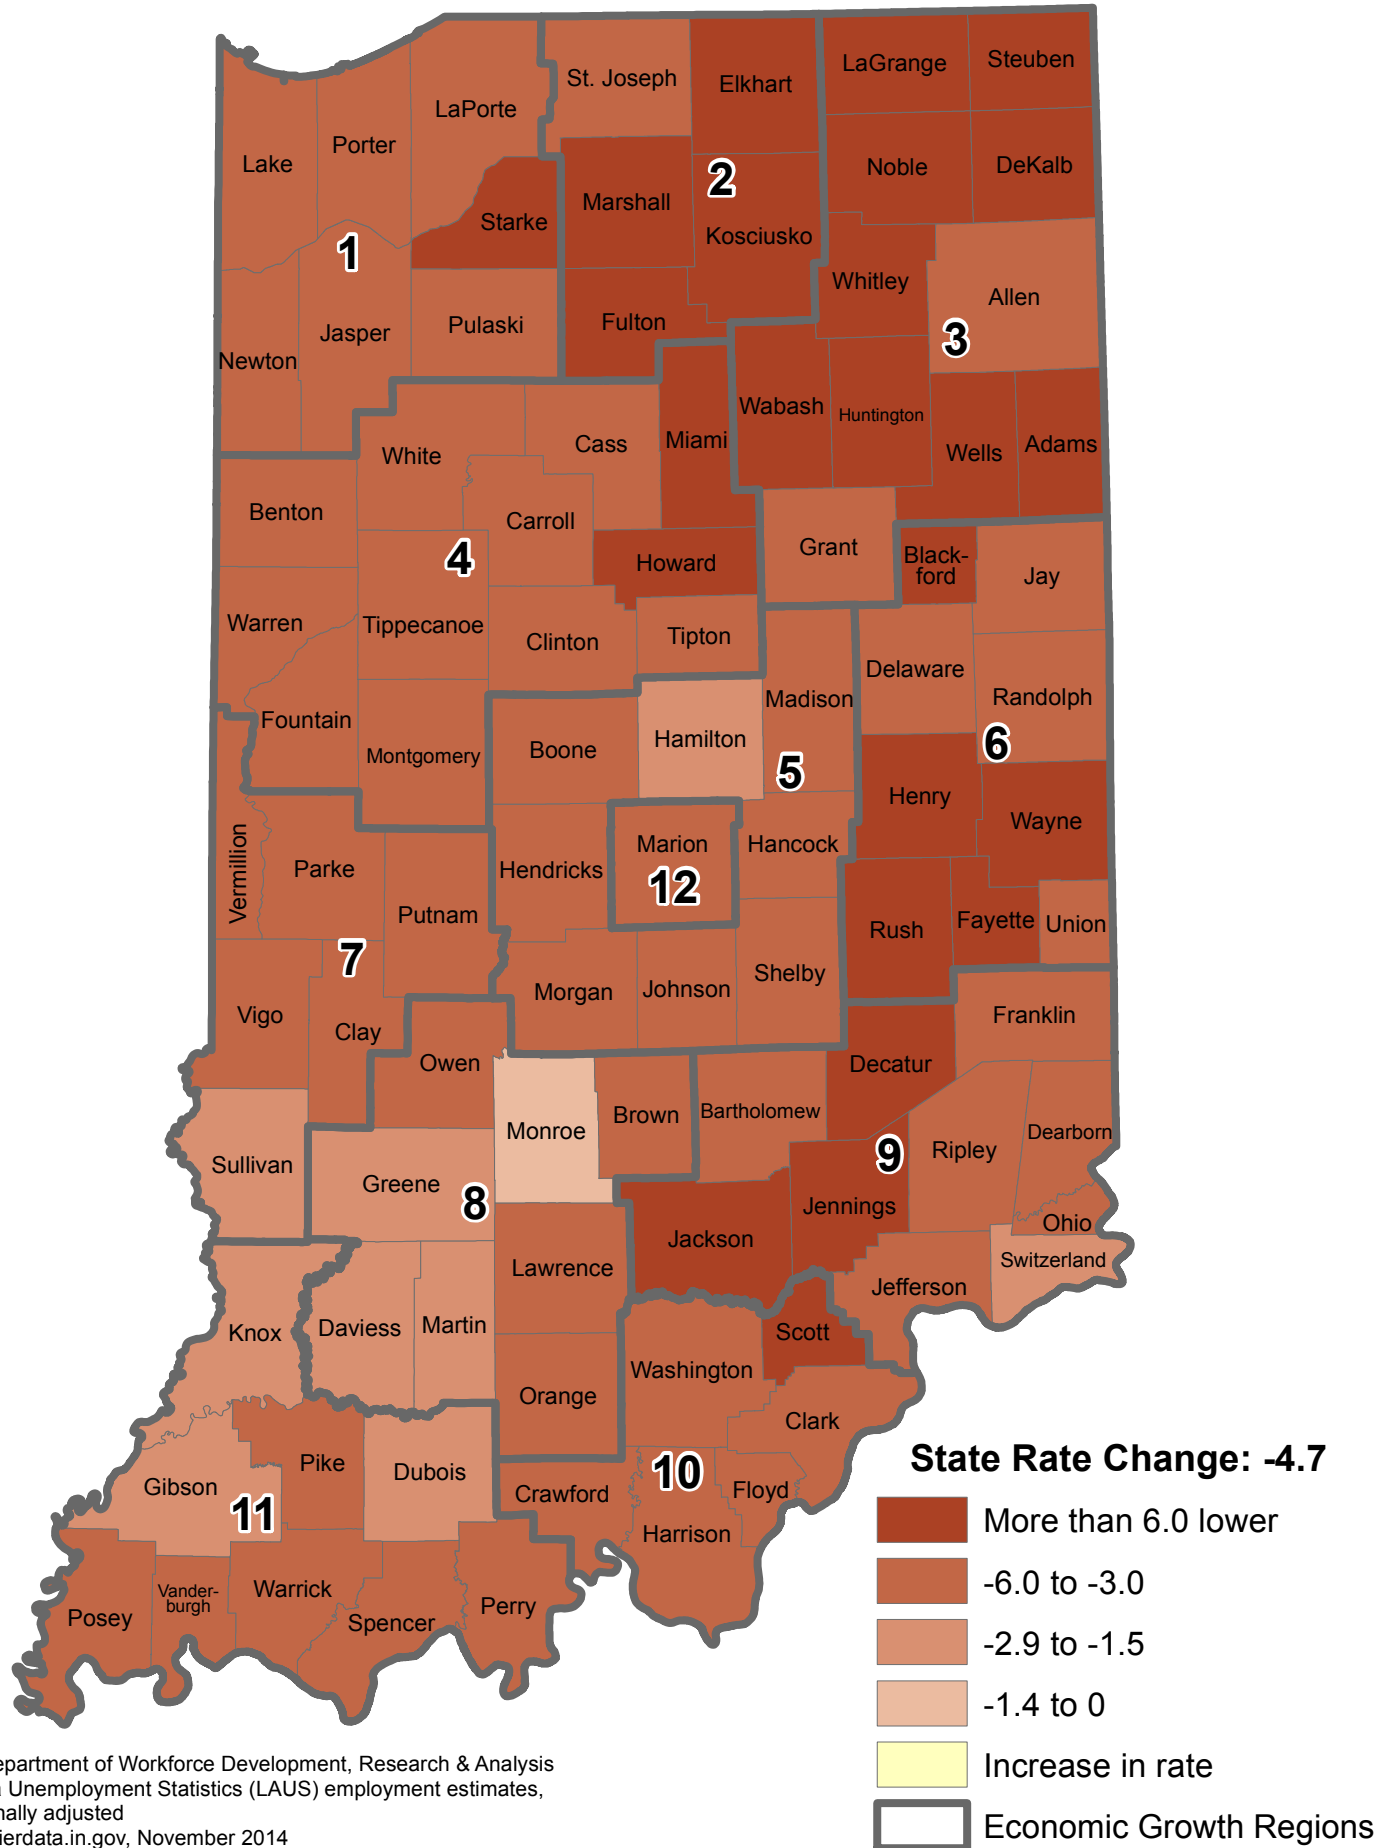 St. Joseph
Elkhart
LaGrange
Steuben
LaPorte
Lake
Porter
Starke
Marshall
2
Kosciusko
Noble
DeKalb
1
Whitley
Allen
3
Newton
Jasper
Pulaski
Fulton
White
Cass
Miami
Wabash
Huntington
Wells
Adams
Benton
Carroll
4
Howard
Grant
Black-
ford
Jay
Warren
Tippecanoe
Clinton
Tipton
Delaware
Randolph
6
Fountain
Montgomery
Boone
Hamilton
Madison
5
Henry
Wayne
Vermillion
Parke
Putnam
Hendricks
Marion
12
Hancock
Rush
Fayette
Union
7
Vigo
Clay
Morgan
Johnson
Shelby
Franklin
Owen
Monroe
Brown
Bartholomew
Decatur
9
Ripley
Dearborn
Sullivan
Greene
8
Jackson
Jennings
Ohio
Switzerland
Lawrence
Jefferson
Knox
Daviess
Martin
Scott
Washington
Orange
Clark
Gibson
11
Pike
Dubois
Crawford
10
Floyd
Harrison
Posey
Vander-
burgh
Warrick
Spencer
Perry
State Rate Change: -4.7
More than 6.0 lower
-6.0 to -3.0
-2.9 to -1.5
-1.4 to 0
Increase in rate
Economic Growth Regions
epartment of Workforce Development, Research & Analysis
Unemployment Statistics (LAUS) employment estimates,
nally adjusted
ierdata.in.gov, November 2014